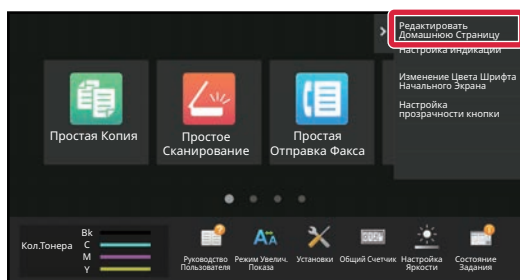 Редактировать
Домашнюю Страницу
Настройка индикации
Изменение Цвета Шрифта
Начального Экрана
Настройка
прозрачности кнопки
Простая Копия
Простое
Сканирование
Простая
Отправка Факса
Кол.Тонера
Bk
C
M
Y
Руководство
Пользователя
Режим Увелич.
Показа
Установки
Общий Счетчик
Настройка
Яркости
Состояние
Задания